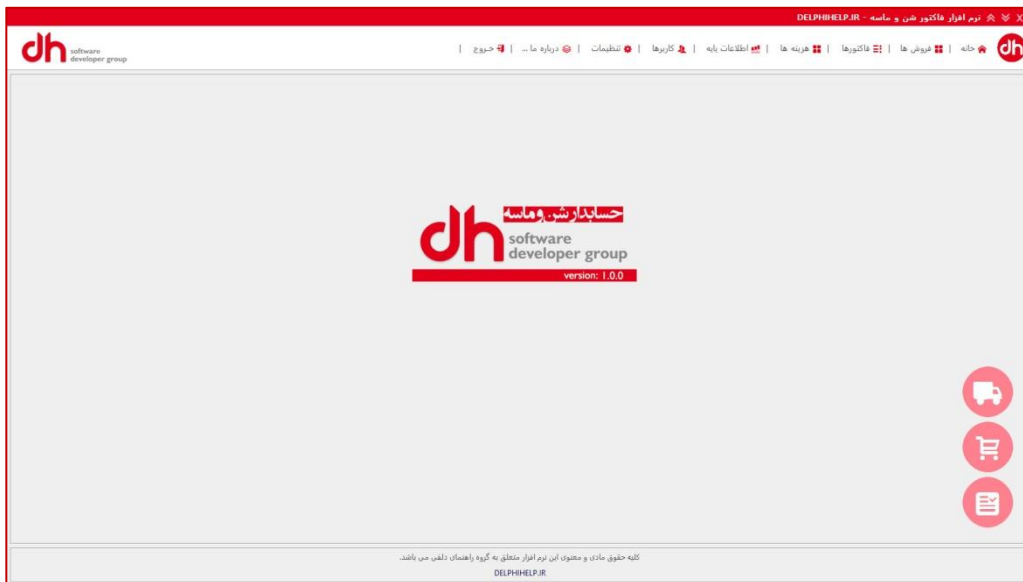 نرم افزار فاکتور شن و ماسه - DELPHIHELP.IR
dh
خانه | فروش ها | فاکتورها | هزینه ها | اطلاعات پایه | کاربرها | تنظیمات | درباره ما ... | خروج |
dh software
developer group
حسابدار شن و ماسه
dh software
developer group
version: 1.0.0
کلیه حقوق مادی و معنوی این نرم افزار متعلق به گروه راهنمای دلفی می باشد.
DELPHIHELP.IR